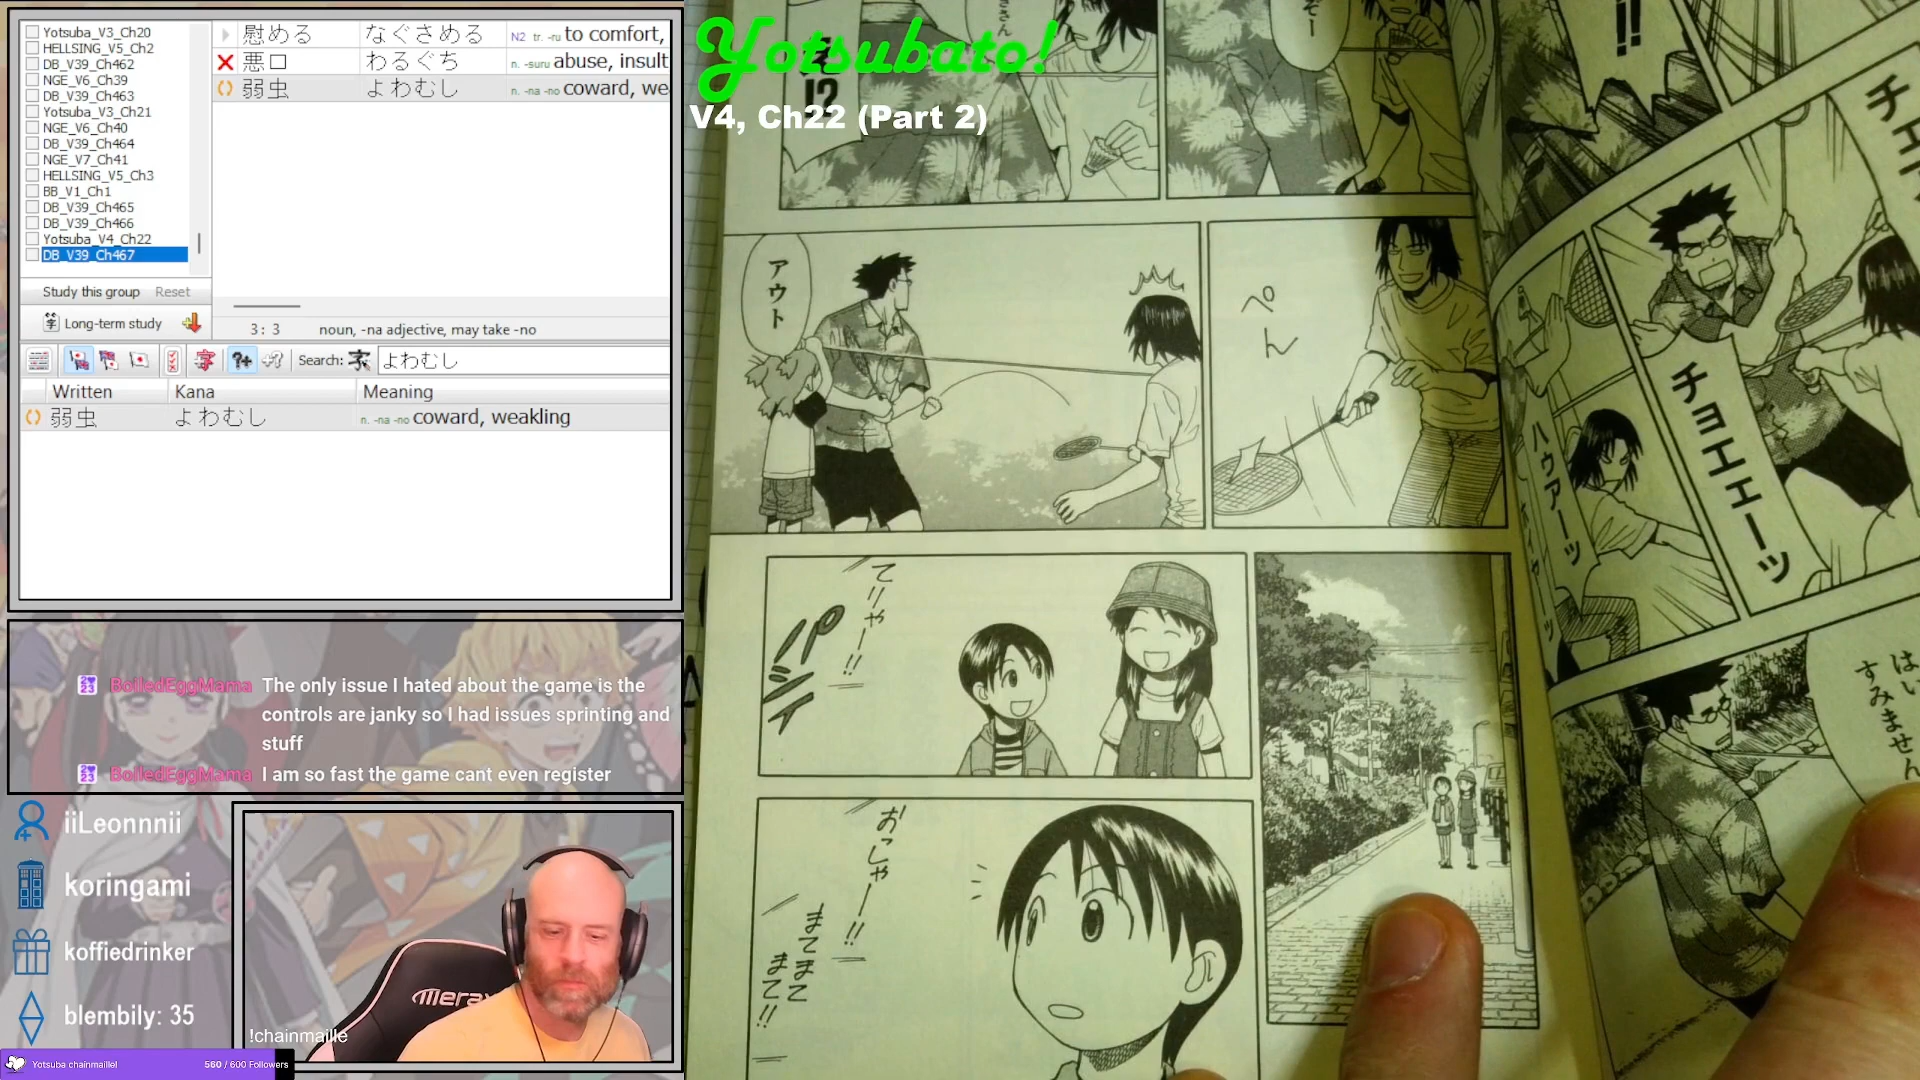 Yotsuba_V3_Ch20
HELLSING_V5_Ch2
DB_V39_Ch462
NGE_V6_Ch39
DB_V39_Ch463
Yotsuba_V3_Ch21
NGE_V6_Ch40
DB_V39_Ch464
NGE_V7_Ch41
HELLSING_V5_Ch3
BB_V1_Ch1
DB_V39_Ch465
DB_V39_Ch466
Yotsuba_V4_Ch22
DB_V39_Ch467
Study this group Reset
Long-term study
慰める なぐさめる N2 tr. -ru to comfort,
悪口 わるぐち n. -suru abuse, insult
弱虫 よわむし n. -na -no coward, we
3: 3 noun, -na adjective, may take -no
Search: 字 よわむし
Written Kana Meaning
弱虫 よわむし n. -na -no coward, weakling
BoiledEggMama The only issue I hated about the game is the
controls are janky so I had issues sprinting and
stuff
BoiledEggMama I am so fast the game cant even register
iiLeonnnii
koringami
koffiedrinker
blembily: 35
!chainmaille
Yotsuba chainmaille! 560 / 600 Followers
Yotsubato!
V4, Ch22 (Part 2)
!?
!!
アウト
ぺん
てりゃー!!
パシィ
おこしゃー!!
まてまて
まて!!
チョエエーッ
ハウアーッ
はい
すみません